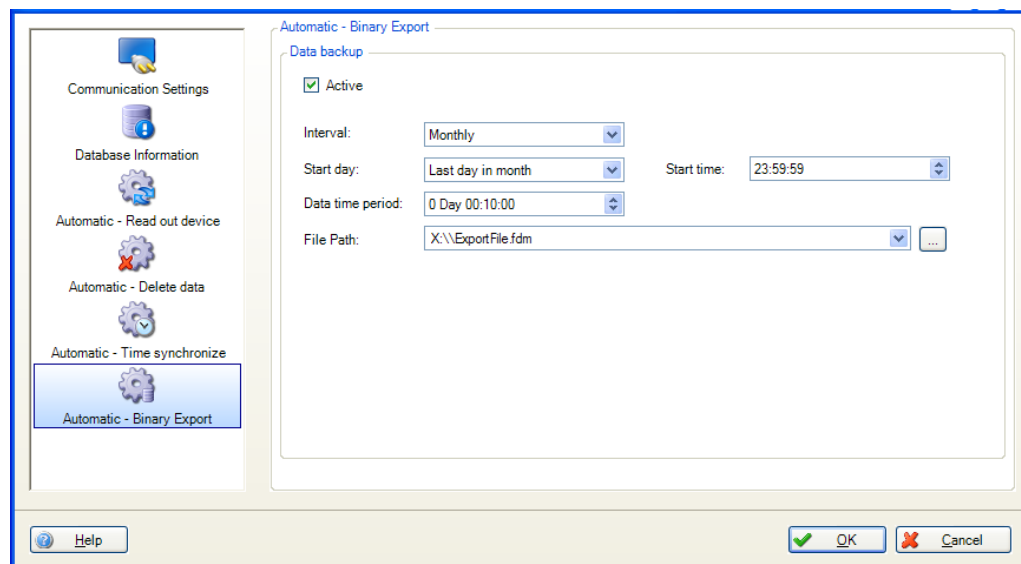 Communication Settings
Database Information
Automatic - Read out device
Automatic - Delete data
Automatic - Time synchronize
Automatic - Binary Export
Automatic - Binary Export
Data backup
Active
Interval: Monthly
Start day: Last day in month Start time: 23:59:59
Data time period: 0 Day 00:10:00
File Path: X:\\ExportFile.fdm ...
Help OK Cancel